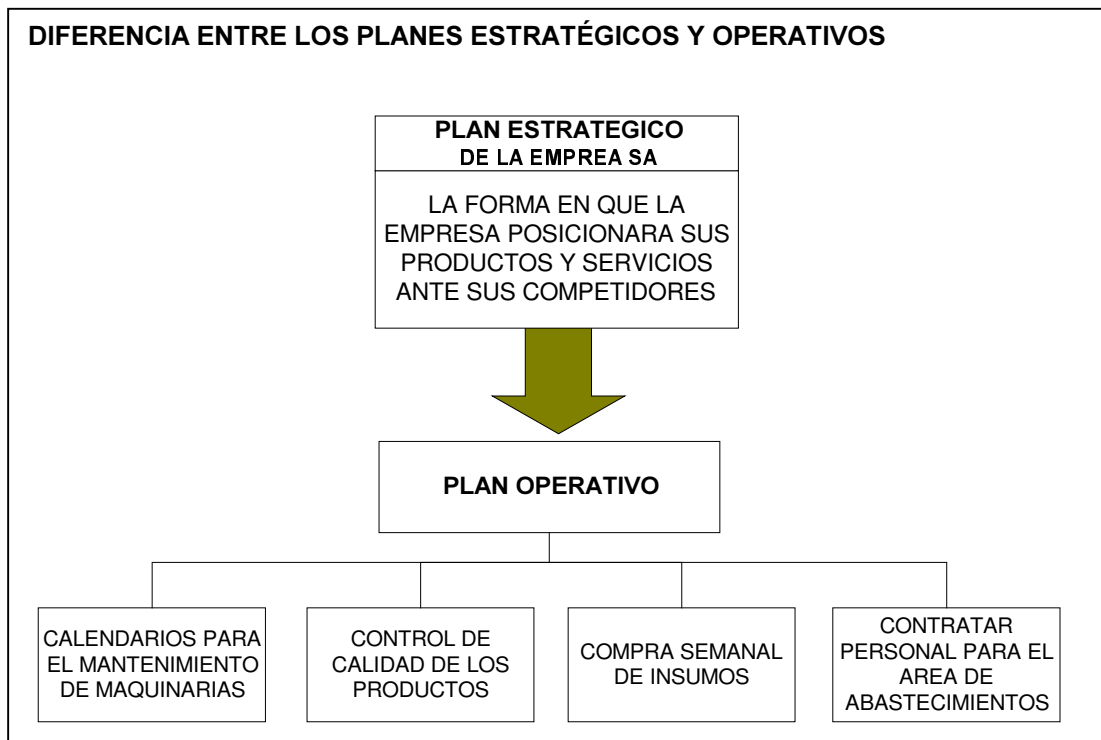 DIFERENCIA ENTRE LOS PLANES ESTRATÉGICOS Y OPERATIVOS
PLAN ESTRATEGICO
DE LA EMPREA SA
LA FORMA EN QUE LA
EMPRESA POSICIONARA SUS
PRODUCTOS Y SERVICIOS
ANTE SUS COMPETIDORES
PLAN OPERATIVO
CALENDARIOS PARA
EL MANTENIMIENTO
DE MAQUINARIAS
CONTROL DE
CALIDAD DE LOS
PRODUCTOS
COMPRA SEMANAL
DE INSUMOS
CONTRATAR
PERSONAL PARA EL
AREA DE
ABASTECIMIENTOS